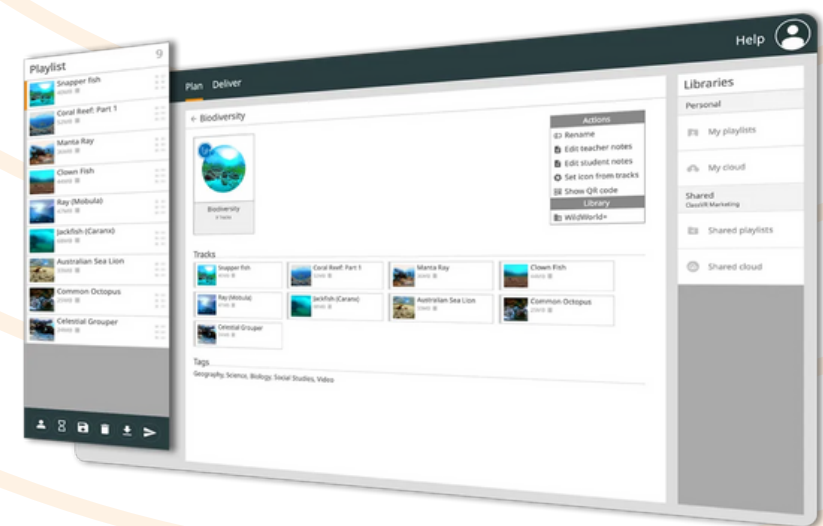 Playlist 9
Snapper fish
Coral Reef: Part 1
Manta Ray
Clown Fish
Ray (Mobula)
Jackfish (Caranx)
Australian Sea Lion
Common Octopus
Celestial Grouper
Plan Deliver
Help
← Biodiversity
Biodiversity
Actions
Rename
Edit teacher notes
Edit student notes
Set icon from tracks
Show QR code
Library
WildWorld+
Tracks
Snapper fish
Coral Reef: Part 1
Manta Ray
Clown Fish
Ray (Mobula)
Jackfish (Caranx)
Australian Sea Lion
Common Octopus
Celestial Grouper
Tags
Geography, Science, Biology, Social Studies, Video
Libraries
Personal
My playlists
My cloud
Shared
ClassVR Marketing
Shared playlists
Shared cloud